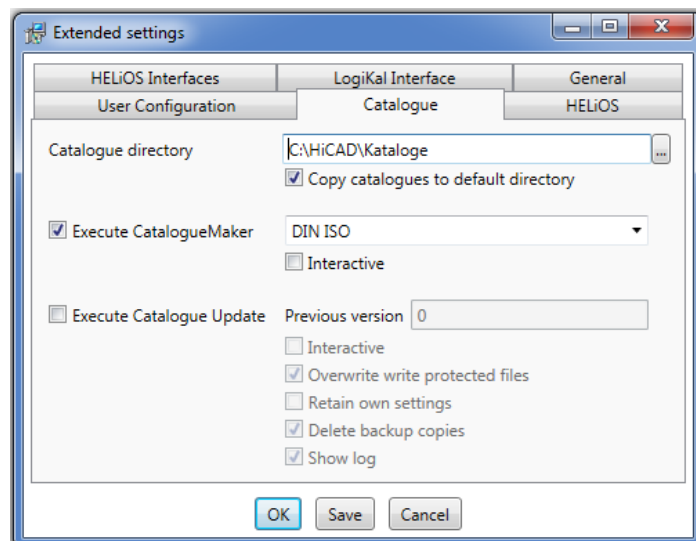 Extended settings
HELiOS Interfaces
LogiKal Interface
General
User Configuration
Catalogue
HELiOS
Catalogue directory
C:\HiCAD\Kataloge
...
Copy catalogues to default directory
Execute CatalogueMaker
DIN ISO
Interactive
Execute Catalogue Update
Previous version
0
Interactive
Overwrite write protected files
Retain own settings
Delete backup copies
Show log
OK
Save
Cancel